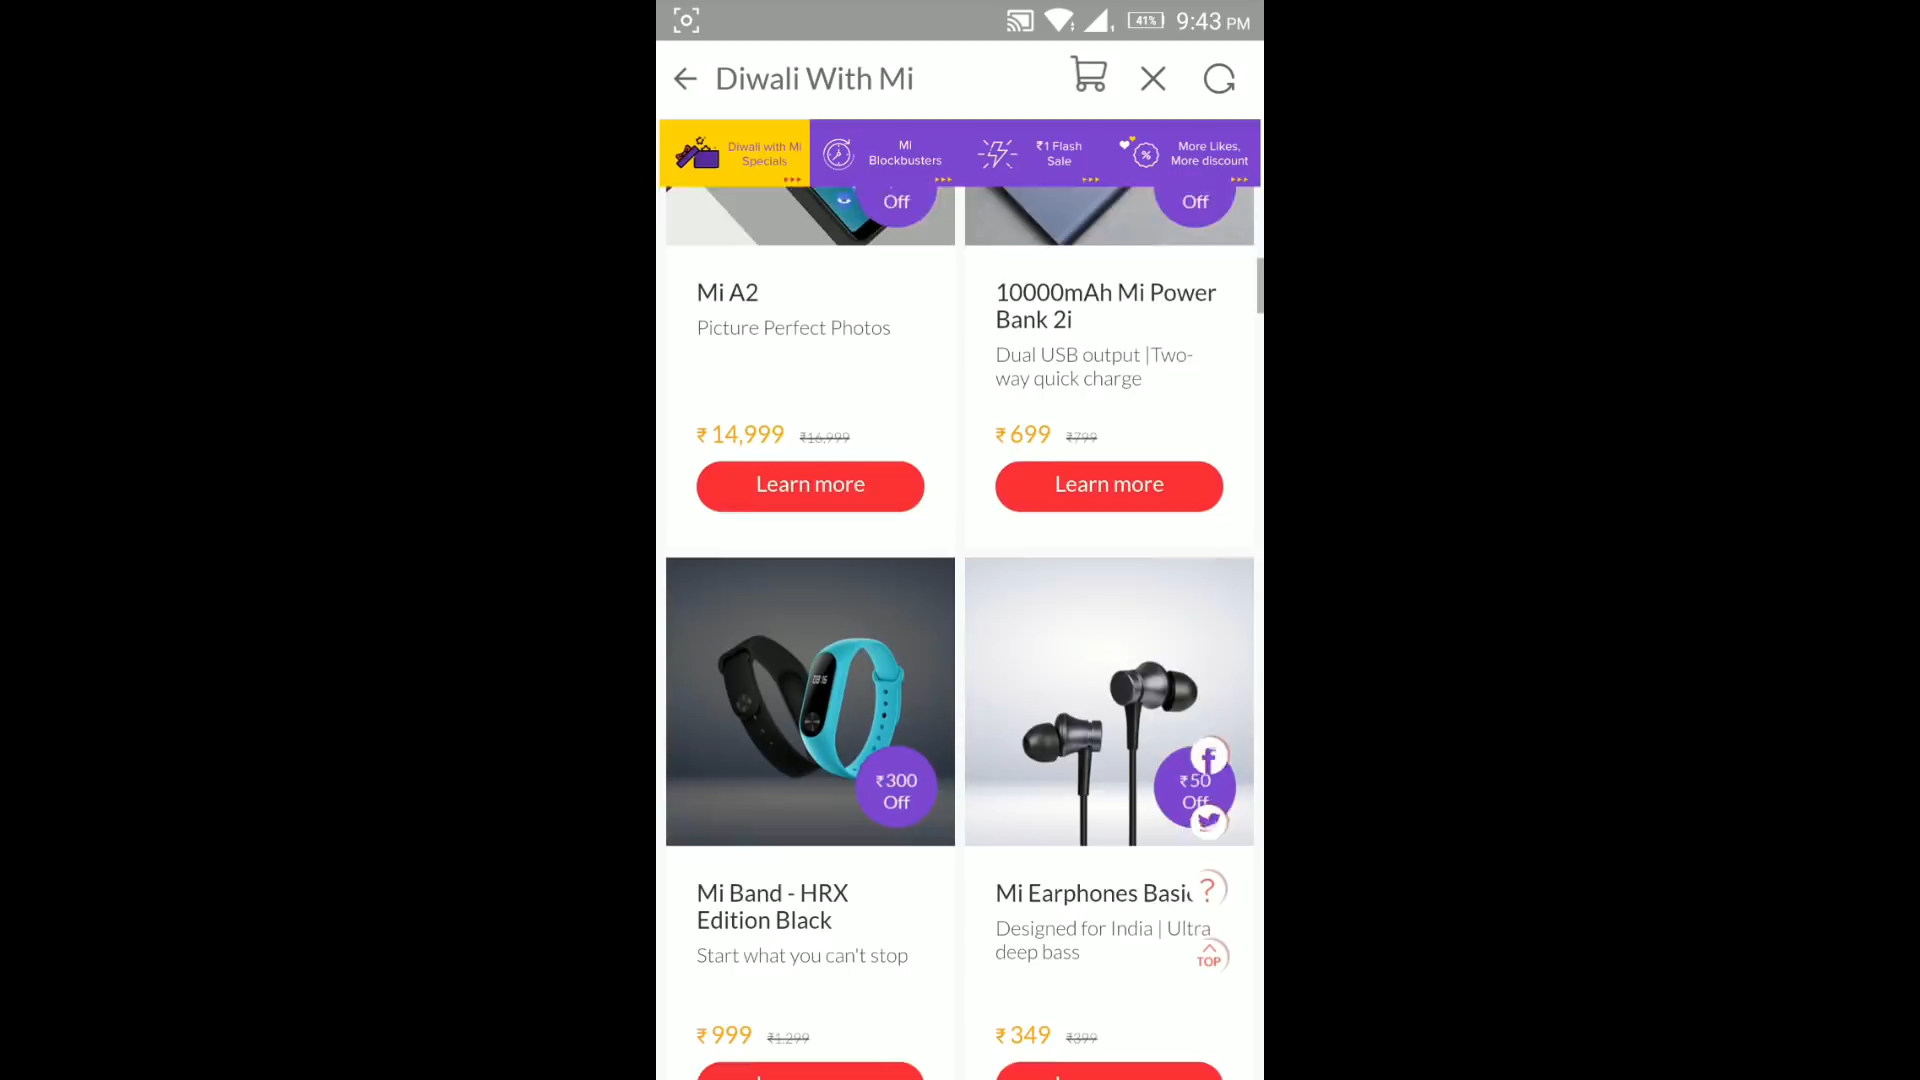 41% 9:43 PM
Diwali With Mi
Diwali with Mi
Specials
Mi
Blockbusters
₹1 Flash
Sale
More Likes,
More discount
Off
Off
Mi A2
Picture Perfect Photos
₹ 14,999 ₹16,999
Learn more
10000mAh Mi Power
Bank 2i
Dual USB output |Two-
way quick charge
₹ 699 ₹799
Learn more
₹300
Off
₹50
Off
Mi Band - HRX
Edition Black
Start what you can't stop
₹ 999 ₹1,299
Mi Earphones Basic
Designed for India | Ultra
deep bass
₹ 349 ₹399
?
TOP